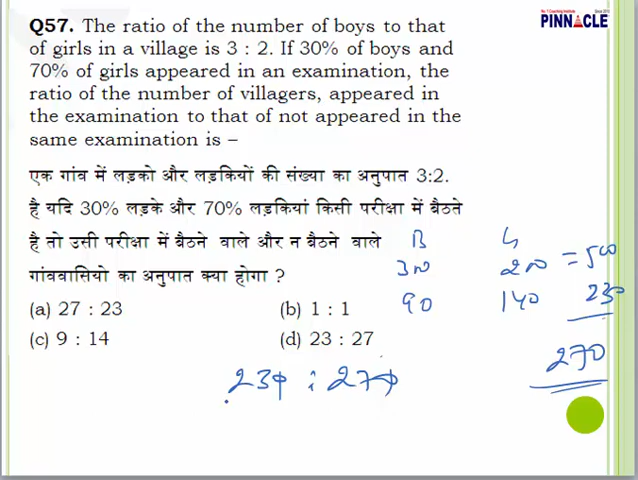 Q57. The ratio of the number of boys to that
of girls in a village is 3 : 2. If 30% of boys and
70% of girls appeared in an examination, the
ratio of the number of villagers, appeared in
the examination to that of not appeared in the
same examination is –
एक गांव में लड़को और लड़कियों की संख्या का अनुपात 3:2.
है यदि 30% लड़के और 70% लड़कियां किसी परीक्षा में बैठते
है तो उसी परीक्षा में बैठने वाले और न बैठने वाले
गांववासियो का अनुपात क्या होगा ?
(a) 27 : 23 (b) 1 : 1
(c) 9 : 14 (d) 23 : 27
PINNACLE
B G
300 200 = 500
90 140 230
270
230 : 270